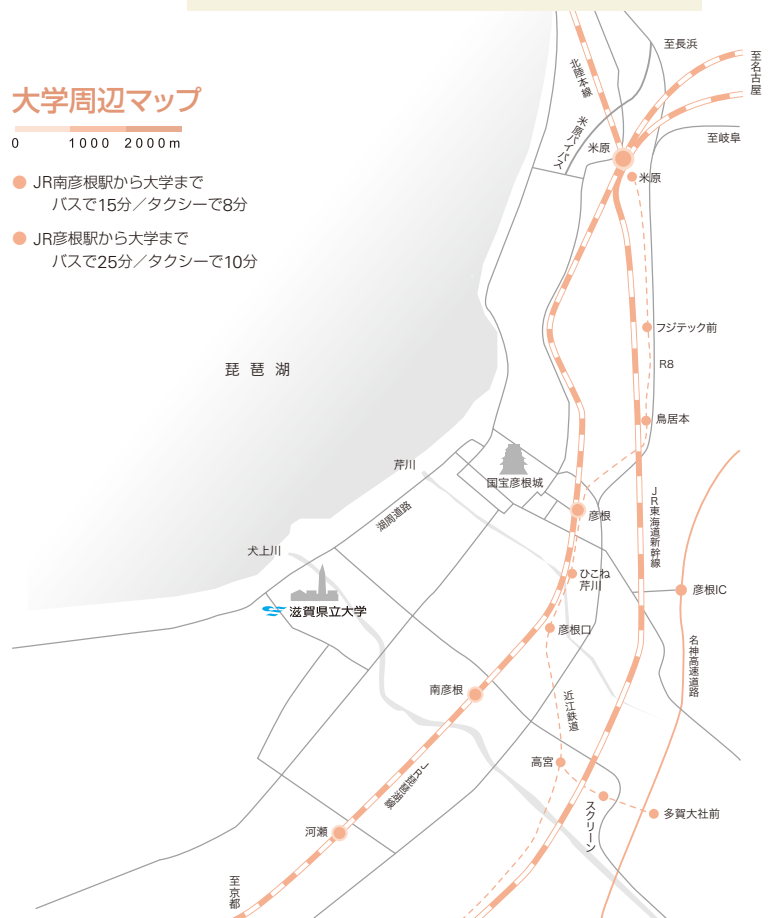 大学周辺マップ
0 1000 2000m
JR南彦根駅から大学まで
バスで15分／タクシーで8分
JR彦根駅から大学まで
バスで25分／タクシーで10分
至長浜
至名古屋
北陸本線
米原バイパス
米原
至岐阜
米原
フジテック前
琵琶湖
R8
鳥居本
芹川
国宝彦根城
湖周道路
彦根
JR東海道新幹線
犬上川
ひこね
芹川
彦根IC
滋賀県立大学
彦根口
名神高速道路
南彦根
近江鉄道
高宮
JR琵琶湖線
スクリーン
多賀大社前
河瀬
至京都